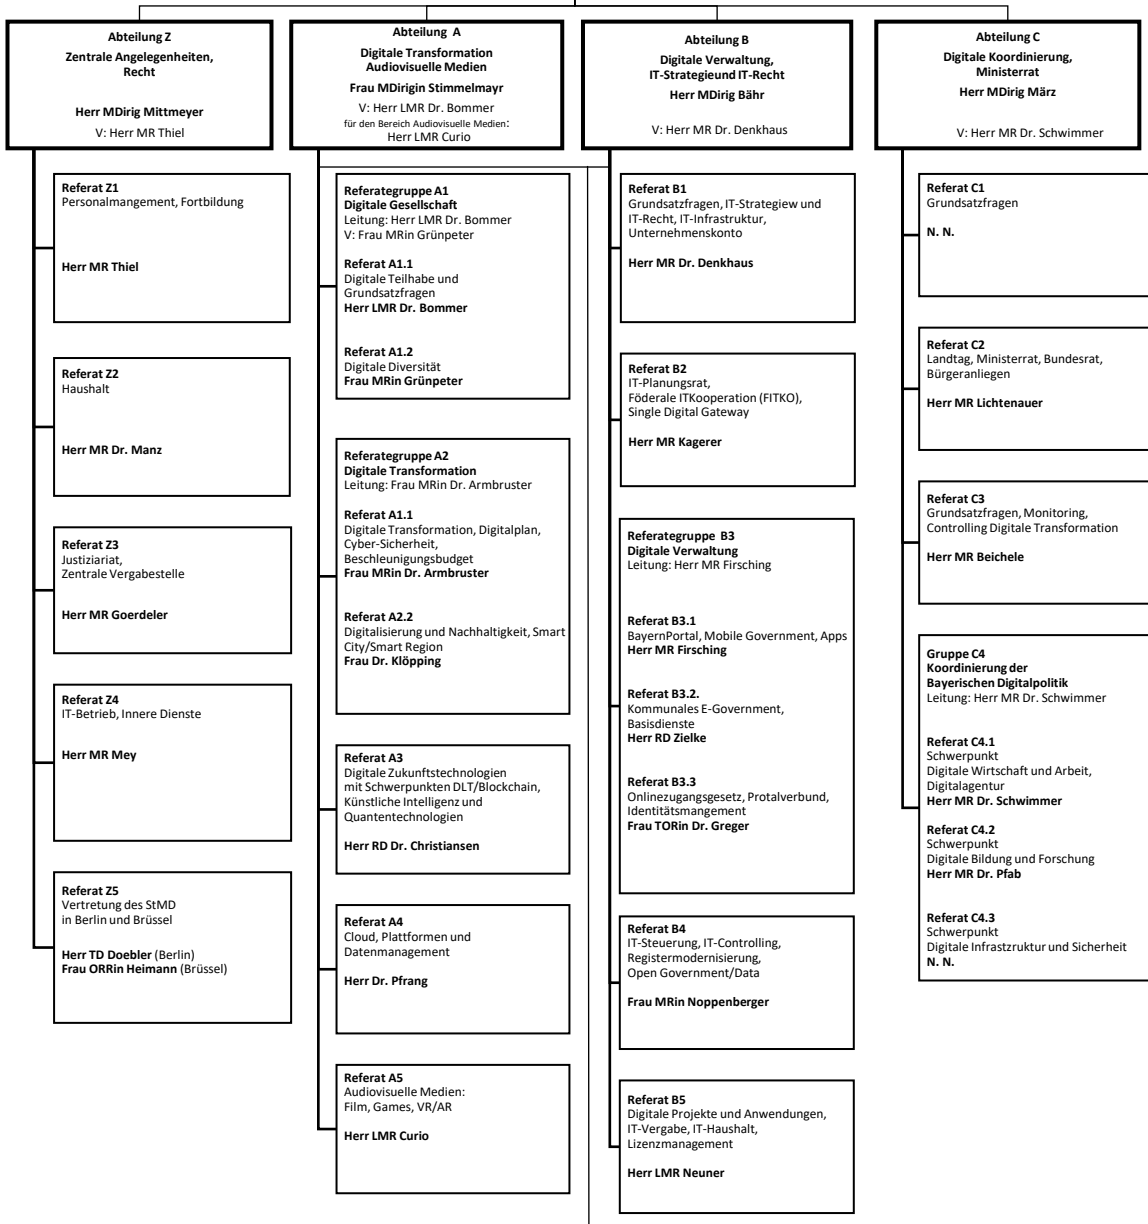 Abteilung Z
Zentrale Angelegenheiten,
Recht
Herr MDirig Mittmeyer
V: Herr MR Thiel
Referat Z1
Personalmangement, Fortbildung
Herr MR Thiel
Referat Z2
Haushalt
Herr MR Dr. Manz
Referat Z3
Justiziariat,
Zentrale Vergabestelle
Herr MR Goerdeler
Referat Z4
IT-Betrieb, Innere Dienste
Herr MR Mey
Referat Z5
Vertretung des StMD
in Berlin und Brüssel
Herr TD Doebler (Berlin)
Frau ORRin Heimann (Brüssel)
Abteilung A
Digitale Transformation
Audiovisuelle Medien
Frau MDirigin Stimmelmayr
V: Herr LMR Dr. Bommer
für den Bereich Audiovisuelle Medien:
Herr LMR Curio
Referategruppe A1
Digitale Gesellschaft
Leitung: Herr LMR Dr. Bommer
V: Frau MRin Grünpeter
Referat A1.1
Digitale Teilhabe und
Grundsatzfragen
Herr LMR Dr. Bommer
Referat A1.2
Digitale Diversität
Frau MRin Grünpeter
Referategruppe A2
Digitale Transformation
Leitung: Frau MRin Dr. Armbruster
Referat A1.1
Digitale Transformation, Digitalplan,
Cyber-Sicherheit,
Beschleunigungsbudget
Frau MRin Dr. Armbruster
Referat A2.2
Digitalisierung und Nachhaltigkeit, Smart
City/Smart Region
Frau Dr. Klöpping
Referat A3
Digitale Zukunftstechnologien
mit Schwerpunkten DLT/Blockchain,
Künstliche Intelligenz und
Quantentechnologien
Herr RD Dr. Christiansen
Referat A4
Cloud, Plattformen und
Datenmanagement
Herr Dr. Pfrang
Referat A5
Audiovisuelle Medien:
Film, Games, VR/AR
Herr LMR Curio
Abteilung B
Digitale Verwaltung,
IT-Strategieund IT-Recht
Herr MDirig Bähr
V: Herr MR Dr. Denkhaus
Referat B1
Grundsatzfragen, IT-Strategiew und
IT-Recht, IT-Infrastruktur,
Unternehmenskonto
Herr MR Dr. Denkhaus
Referat B2
IT-Planungsrat,
Föderale ITKooperation (FITKO),
Single Digital Gateway
Herr MR Kagerer
Referategruppe B3
Digitale Verwaltung
Leitung: Herr MR Firsching
Referat B3.1
BayernPortal, Mobile Government, Apps
Herr MR Firsching
Referat B3.2.
Kommunales E-Government,
Basisdienste
Herr RD Zielke
Referat B3.3
Onlinezugangsgesetz, Protalverbund,
Identitätsmangement
Frau TORin Dr. Greger
Referat B4
IT-Steuerung, IT-Controlling,
Registermodernisierung,
Open Government/Data
Frau MRin Noppenberger
Referat B5
Digitale Projekte und Anwendungen,
IT-Vergabe, IT-Haushalt,
Lizenzmanagement
Herr LMR Neuner
Abteilung C
Digitale Koordinierung,
Ministerrat
Herr MDirig März
V: Herr MR Dr. Schwimmer
Referat C1
Grundsatzfragen
N. N.
Referat C2
Landtag, Ministerrat, Bundesrat,
Bürgeranliegen
Herr MR Lichtenauer
Referat C3
Grundsatzfragen, Monitoring,
Controlling Digitale Transformation
Herr MR Beichele
Gruppe C4
Koordinierung der
Bayerischen Digitalpolitik
Leitung: Herr MR Dr. Schwimmer
Referat C4.1
Schwerpunkt
Digitale Wirtschaft und Arbeit,
Digitalagentur
Herr MR Dr. Schwimmer
Referat C4.2
Schwerpunkt
Digitale Bildung und Forschung
Herr MR Dr. Pfab
Referat C4.3
Schwerpunkt
Digitale Infrastzruktur und Sicherheit
N. N.